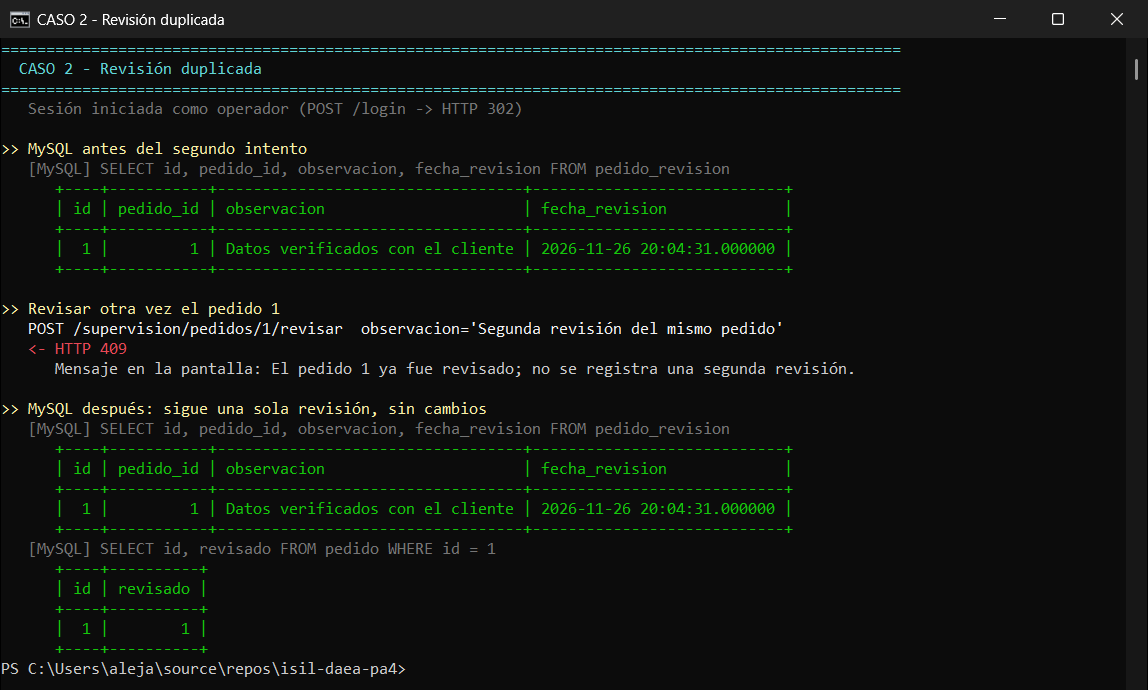 CASO 2 - Revisión duplicada
====================================================================================================
CASO 2 - Revisión duplicada
====================================================================================================
Sesión iniciada como operador (POST /login -> HTTP 302)
>> MySQL antes del segundo intento
[MySQL] SELECT id, pedido_id, observacion, fecha_revision FROM pedido_revision
+----+-----------+----------------------------------+----------------------------+
| id | pedido_id | observacion                      | fecha_revision             |
+----+-----------+----------------------------------+----------------------------+
|  1 |         1 | Datos verificados con el cliente | 2026-11-26 20:04:31.000000 |
+----+-----------+----------------------------------+----------------------------+
>> Revisar otra vez el pedido 1
POST /supervision/pedidos/1/revisar  observacion='Segunda revisión del mismo pedido'
<- HTTP 409
Mensaje en la pantalla: El pedido 1 ya fue revisado; no se registra una segunda revisión.
>> MySQL después: sigue una sola revisión, sin cambios
[MySQL] SELECT id, pedido_id, observacion, fecha_revision FROM pedido_revision
+----+-----------+----------------------------------+----------------------------+
| id | pedido_id | observacion                      | fecha_revision             |
+----+-----------+----------------------------------+----------------------------+
|  1 |         1 | Datos verificados con el cliente | 2026-11-26 20:04:31.000000 |
+----+-----------+----------------------------------+----------------------------+
[MySQL] SELECT id, revisado FROM pedido WHERE id = 1
+----+----------+
| id | revisado |
+----+----------+
|  1 |        1 |
+----+----------+
PS C:\Users\aleja\source\repos\isil-daea-pa4>